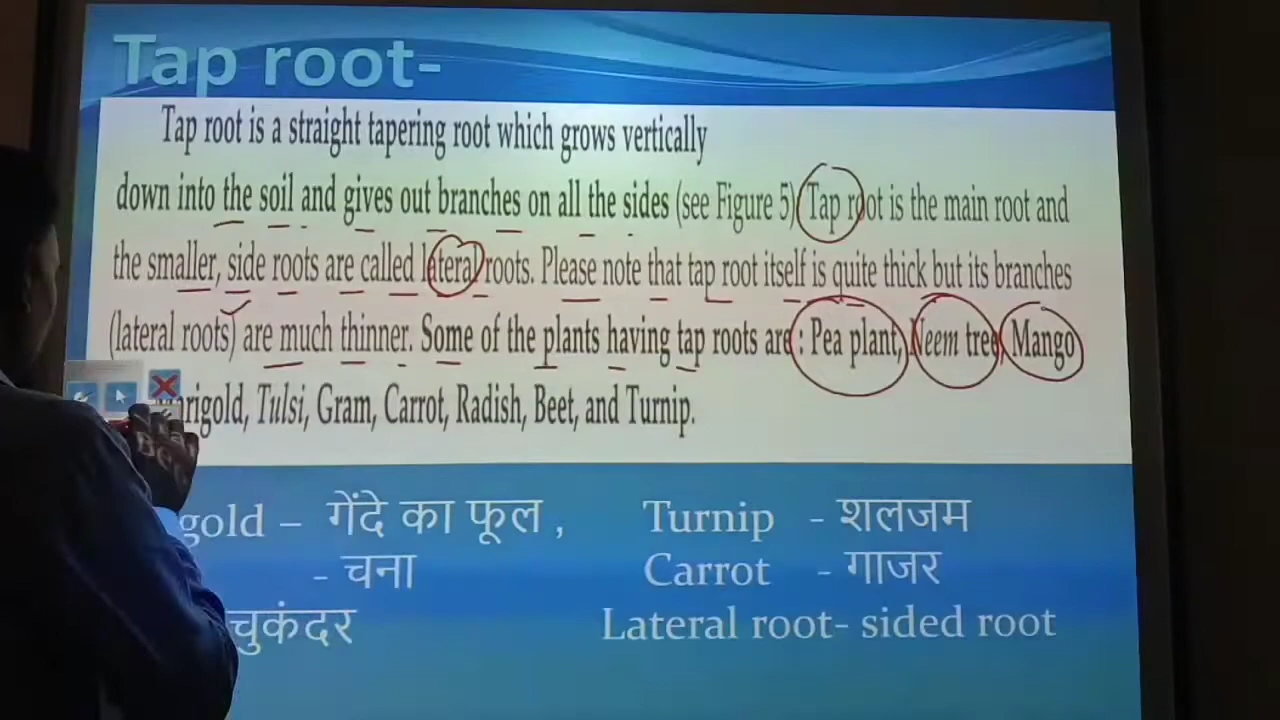 Tap root-
Tap root is a straight tapering root which grows vertically
down into the soil and gives out branches on all the sides (see Figure 5) Tap root is the main root and
the smaller, side roots are called lateral roots. Please note that tap root itself is quite thick but its branches
(lateral roots) are much thinner. Some of the plants having tap roots are : Pea plant, Neem tree, Mango
Tulsi, Gram, Carrot, Radish, Beet, and Turnip.
gold – गेंदे का फूल , Turnip - शलजम
- चना Carrot - गाजर
चुकंदर Lateral root- sided root